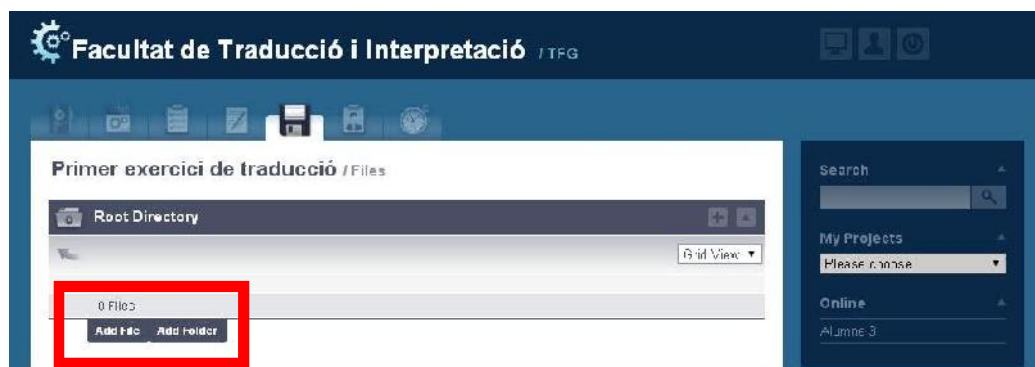 Facultat de Traducció i Interpretació / TFG
Primer exercici de traducció / Files
Root Directory
Grid View
0 Files
Add File Add Folder
Search
My Projects
Please choose
Online
Alumne 3